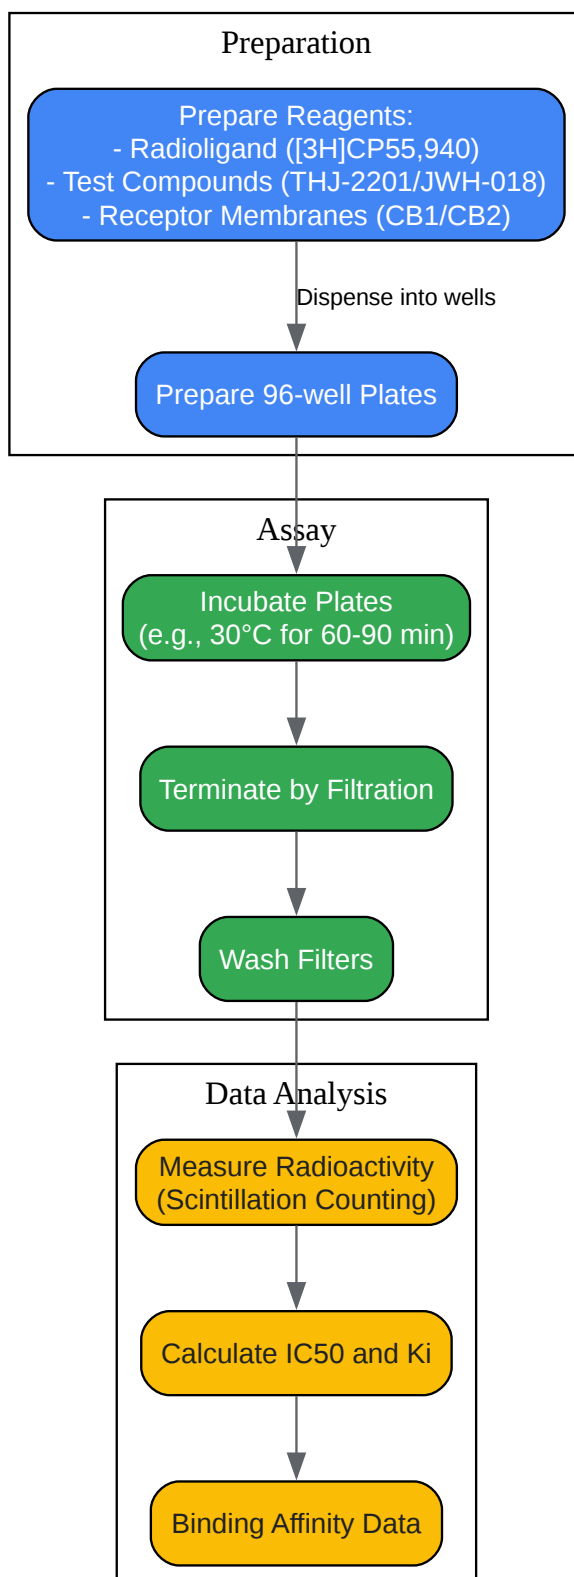 Preparation
Prepare Reagents:
- Radioligand ([3H]CP55,940)
- Test Compounds (THJ-2201/JWH-018)
- Receptor Membranes (CB1/CB2)
Dispense into wells
Prepare 96-well Plates
Assay
Incubate Plates
(e.g., 30°C for 60-90 min)
Terminate by Filtration
Wash Filters
Data Analysis
Measure Radioactivity
(Scintillation Counting)
Calculate IC50 and Ki
Binding Affinity Data